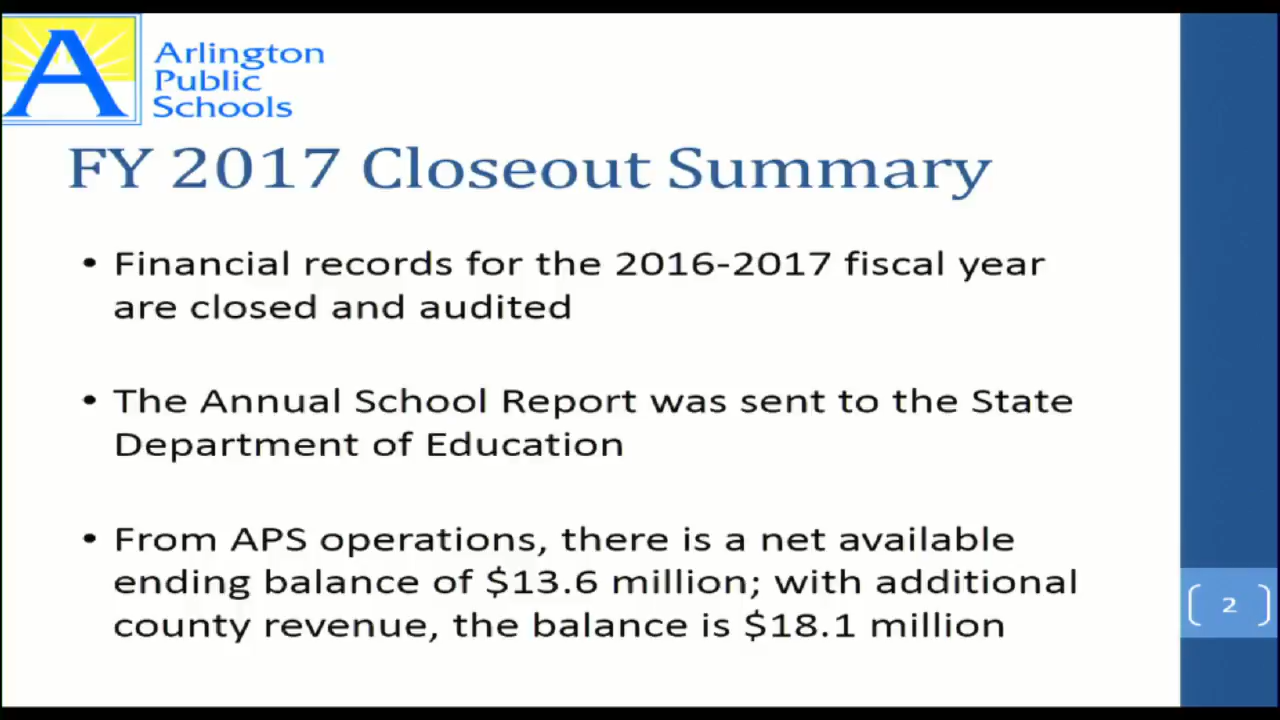 A
Arlington
Public
Schools
FY 2017 Closeout Summary
• Financial records for the 2016-2017 fiscal year
are closed and audited
• The Annual School Report was sent to the State
Department of Education
• From APS operations, there is a net available
ending balance of $13.6 million; with additional
county revenue, the balance is $18.1 million
2